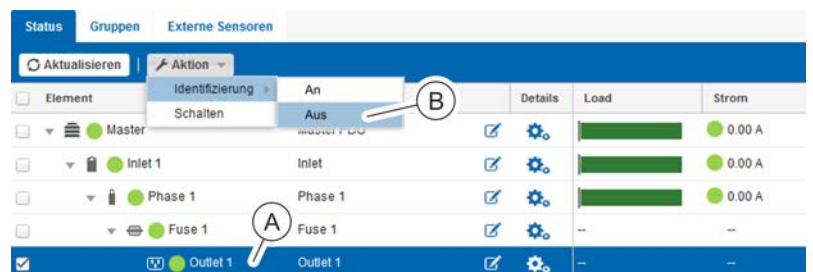 Status Gruppen Externe Sensoren
Aktualisieren | Aktion
Identifizierung An
Element Details Load Strom
Schalten Aus B
Master Master PDU 0.00 A
Inlet 1 Inlet 0.00 A
Phase 1 Phase 1 0.00 A
Fuse 1 A Fuse 1 -- --
Outlet 1 Outlet 1 -- --